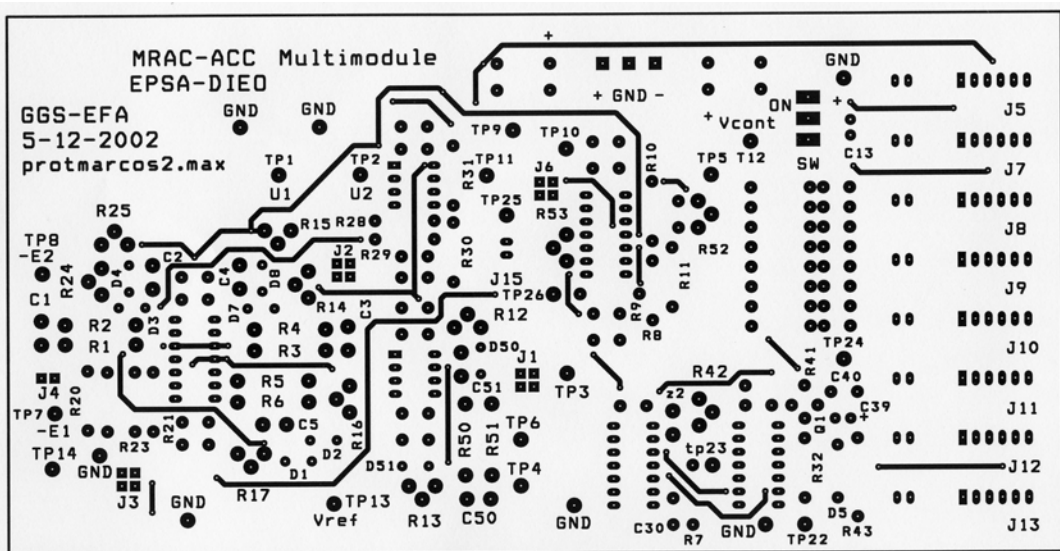 MRAC-ACC Multimodule
EPSA-DIEO
GGS-EFA
5-12-2002
protmarcos2.max
GND
GND
+
+ GND -
GND
ON
+
J5
+ Vcont
TP9
TP10
TP1
TP2
U1
U2
TP11
R31
J6
R10
TP5
T12
SW
C13
J7
R25
R15
R28
TP25
R53
R52
J8
TP8
-E2
R24
D4
C2
C4
D8
J2
R29
R30
R11
J9
C1
D3
D7
R14
C3
J15
TP26
R9
R8
R2
R1
R4
R3
R12
D50
J1
TP24
R41
J10
J4
R20
R5
R6
C51
TP3
R42
z2
C40
C39
+
J11
TP7
-E1
R23
R21
C5
R16
R50
R51
TP6
Q1
TP14
GND
D1
D2
D51
tp23
R32
J12
J3
R17
TP4
GND
TP13
Vref
R13
C50
GND
C30
R7
GND
TP22
D5
R43
J13